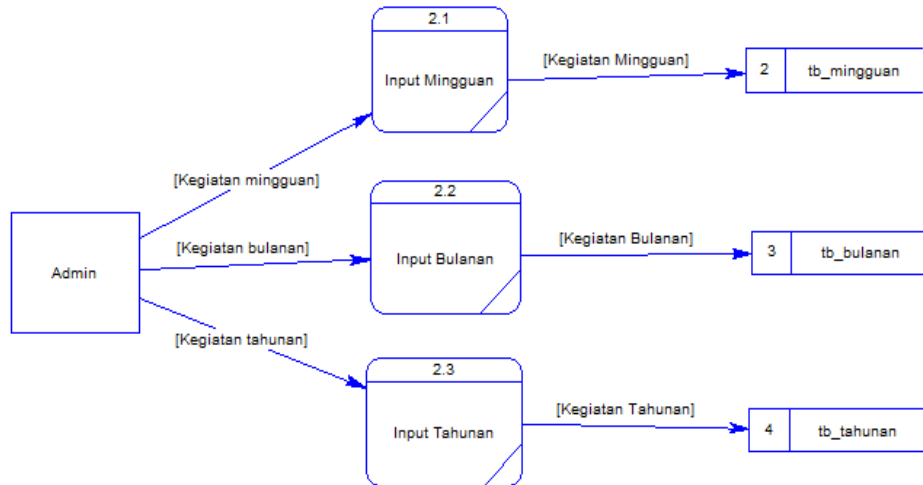 2.1
Input Mingguan
[Kegiatan Mingguan]
2 tb_mingguan
[Kegiatan mingguan]
Admin
2.2
Input Bulanan
[Kegiatan bulanan]
[Kegiatan Bulanan]
3 tb_bulanan
[Kegiatan tahunan]
2.3
Input Tahunan
[Kegiatan Tahunan]
4 tb_tahunan